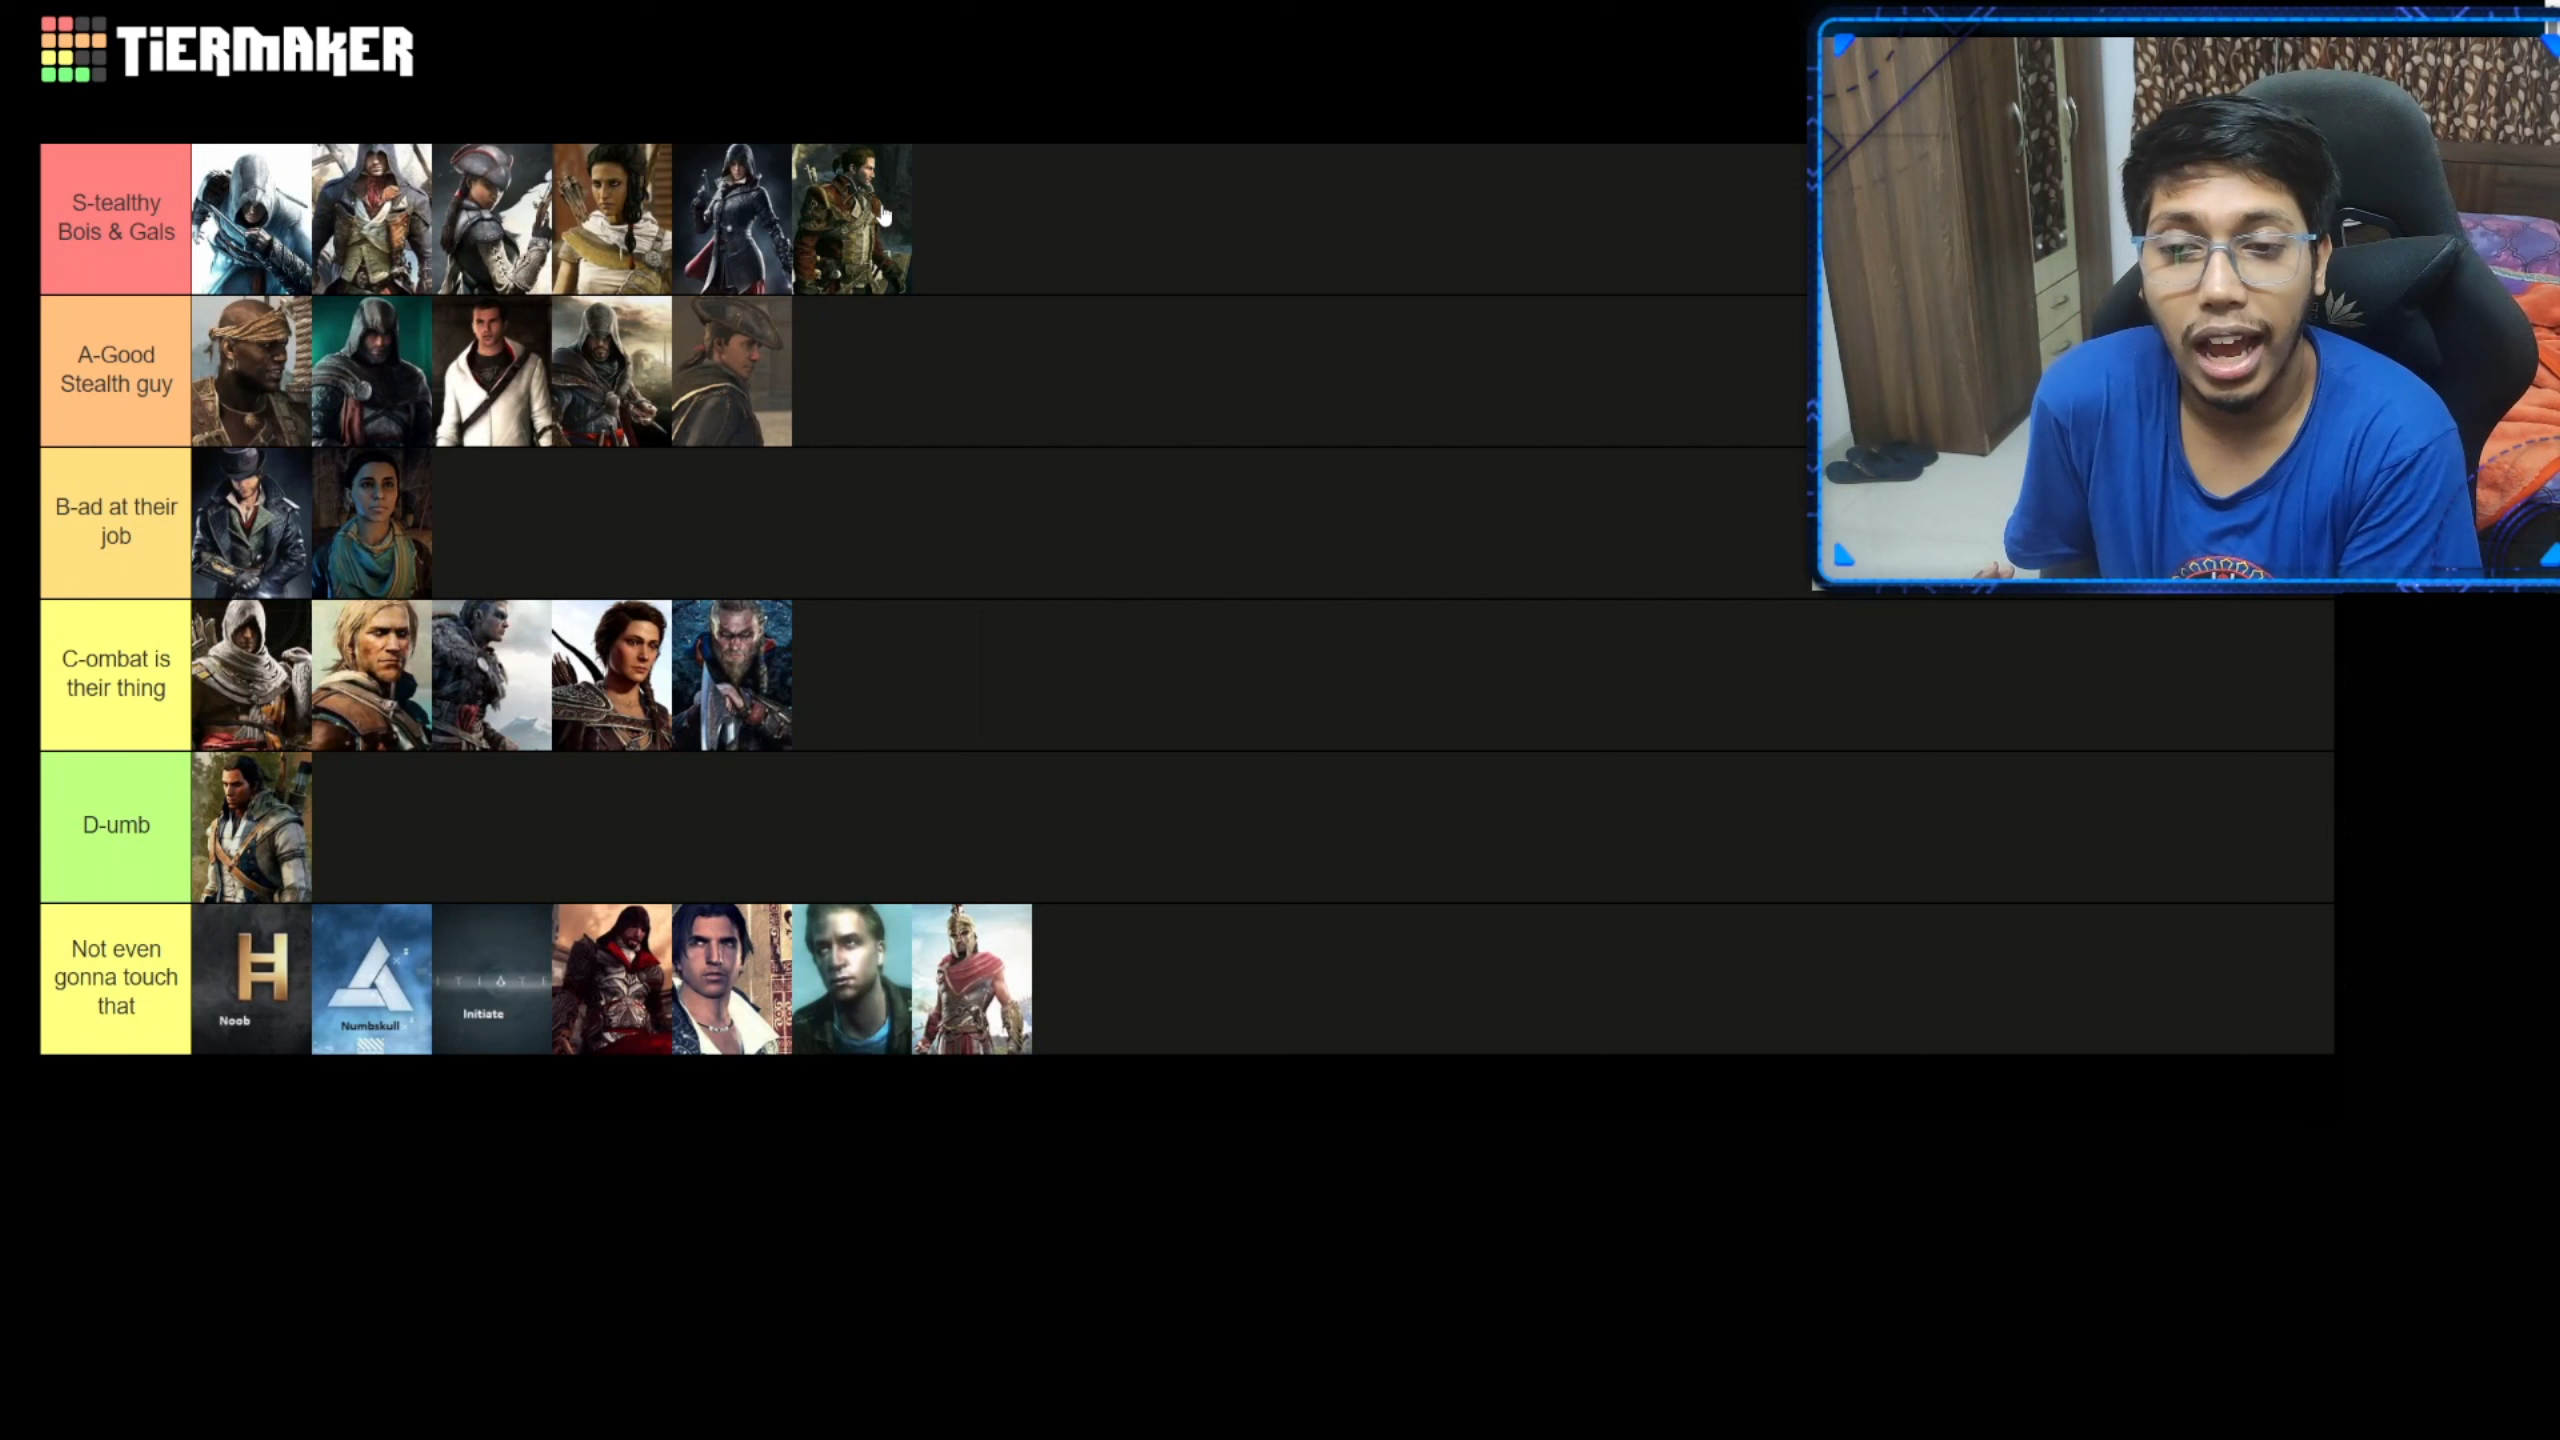 TiERMAKER
S-tealthy
Bois & Gals
A-Good
Stealth guy
B-ad at their
job
C-ombat is
their thing
D-umb
Not even
gonna touch
that
Noob
Numbskull
Initiate